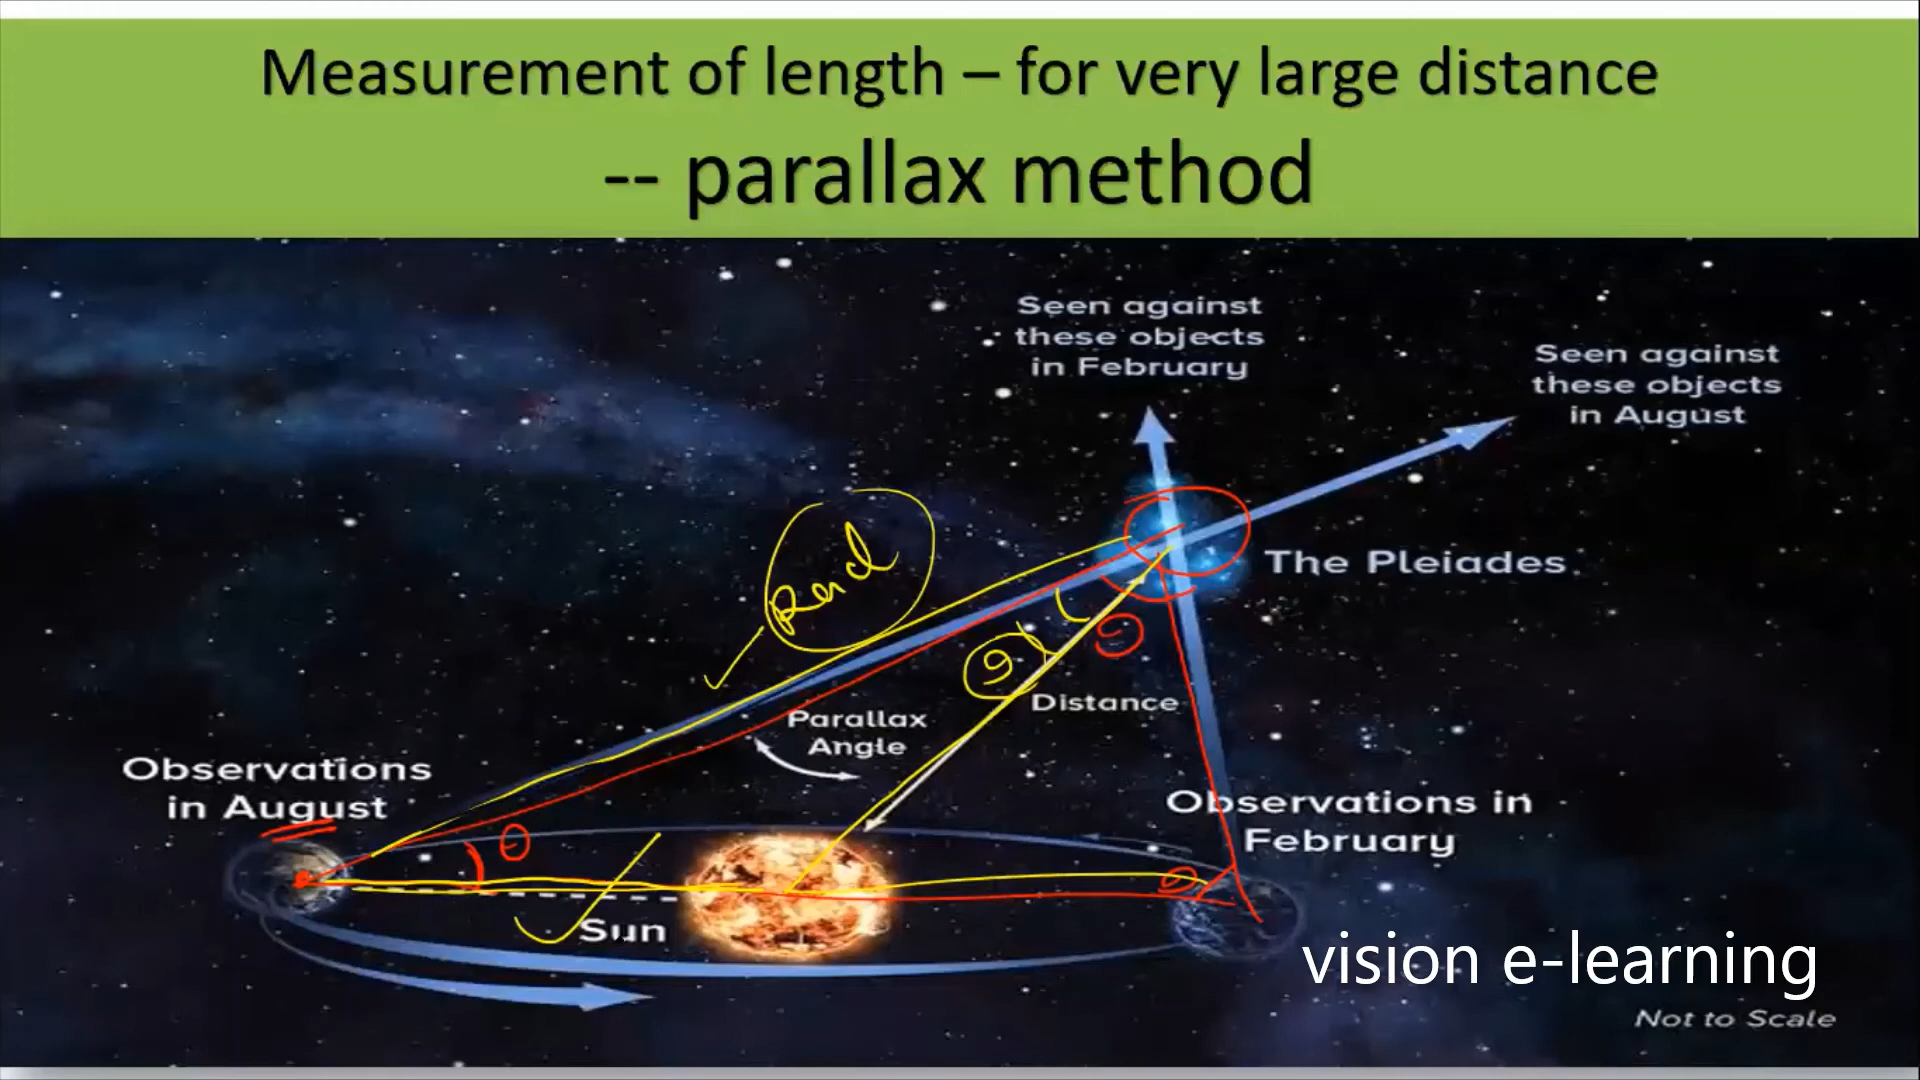 Measurement of length – for very large distance
-- parallax method
Seen against
these objects
in February
Seen against
these objects
in August
The Pleiades
Distance
Parallax
Angle
Observations
in August
θ
Observations in
February
Sun
vision e-learning
Not to Scale